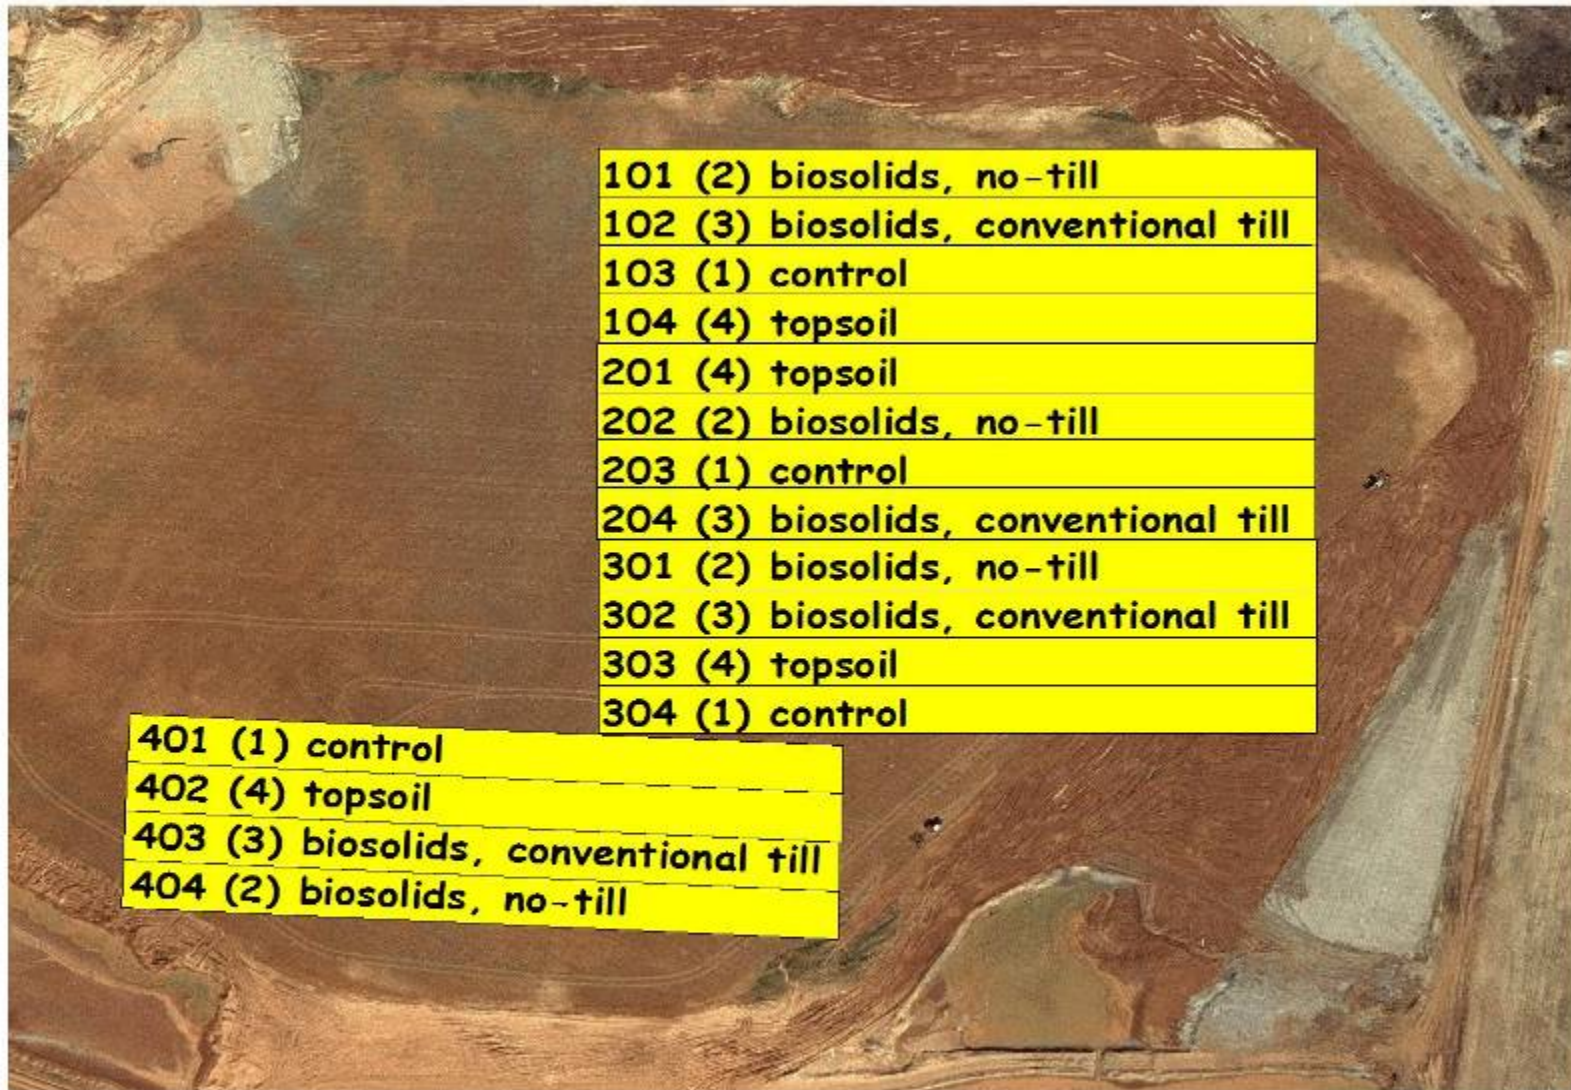 101 (2) biosolids, no-till
102 (3) biosolids, conventional till
103 (1) control
104 (4) topsoil
201 (4) topsoil
202 (2) biosolids, no-till
203 (1) control
204 (3) biosolids, conventional till
301 (2) biosolids, no-till
302 (3) biosolids, conventional till
303 (4) topsoil
304 (1) control
401 (1) control
402 (4) topsoil
403 (3) biosolids, conventional till
404 (2) biosolids, no-till